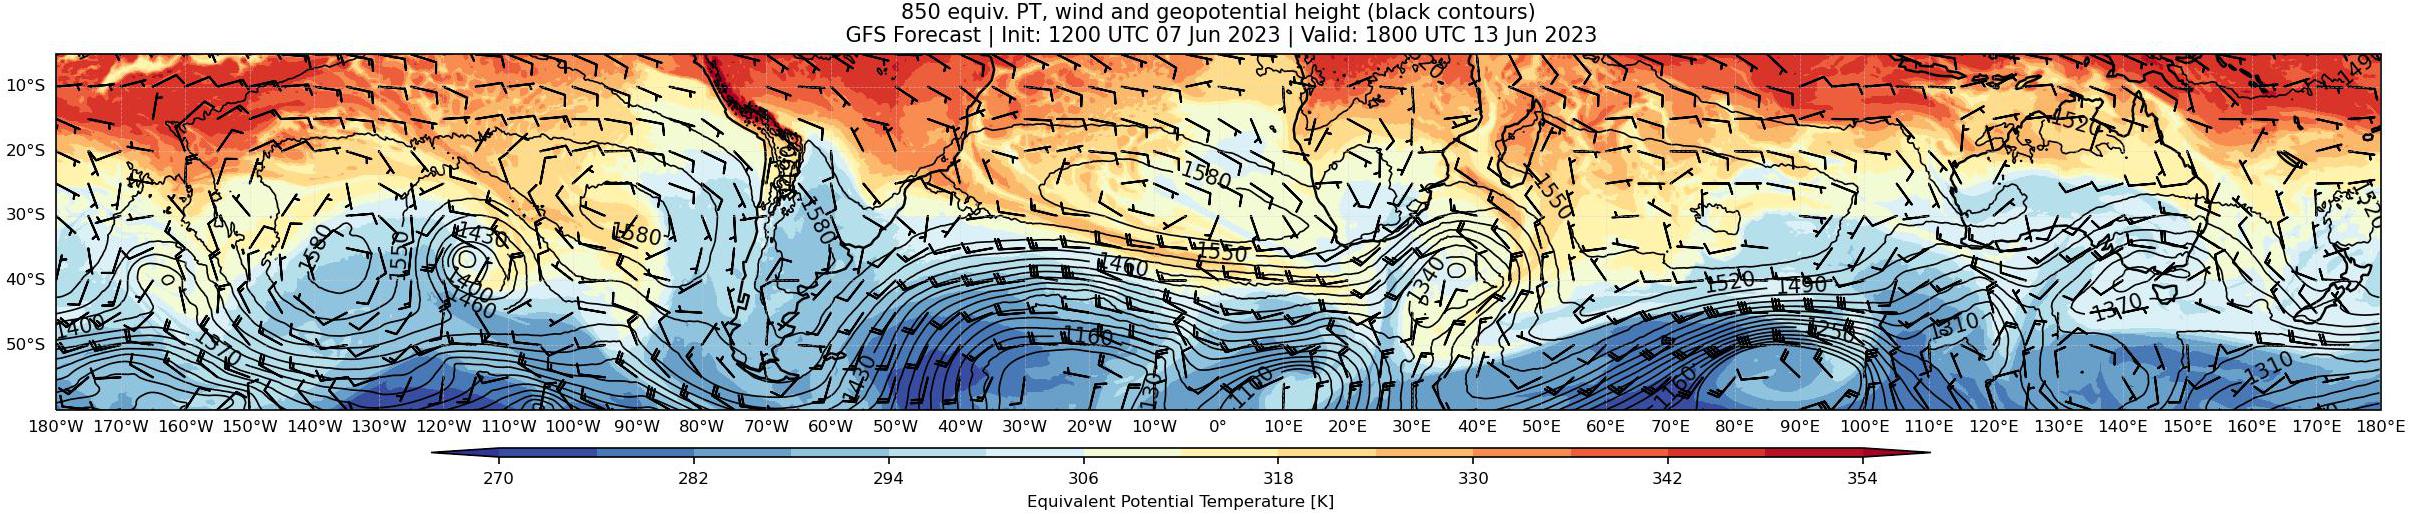 850 equiv. PT, wind and geopotential height (black contours)
GFS Forecast | Init: 1200 UTC 07 Jun 2023 | Valid: 1800 UTC 13 Jun 2023
10°S
20°S
30°S
40°S
50°S
1490
1520
1580
1550
1580
1520
1430
1580
1580
1550
1550
1460
1340
1400
1460
1520
1490
1370
1400
1370
1160
1250
1310
1310
1430
1130
1100
1160
180°W 170°W 160°W 150°W 140°W 130°W 120°W 110°W 100°W 90°W 80°W 70°W 60°W 50°W 40°W 30°W 20°W 10°W 0° 10°E 20°E 30°E 40°E 50°E 60°E 70°E 80°E 90°E 100°E 110°E 120°E 130°E 140°E 150°E 160°E 170°E 180°E
270 282 294 306 318 330 342 354
Equivalent Potential Temperature [K]